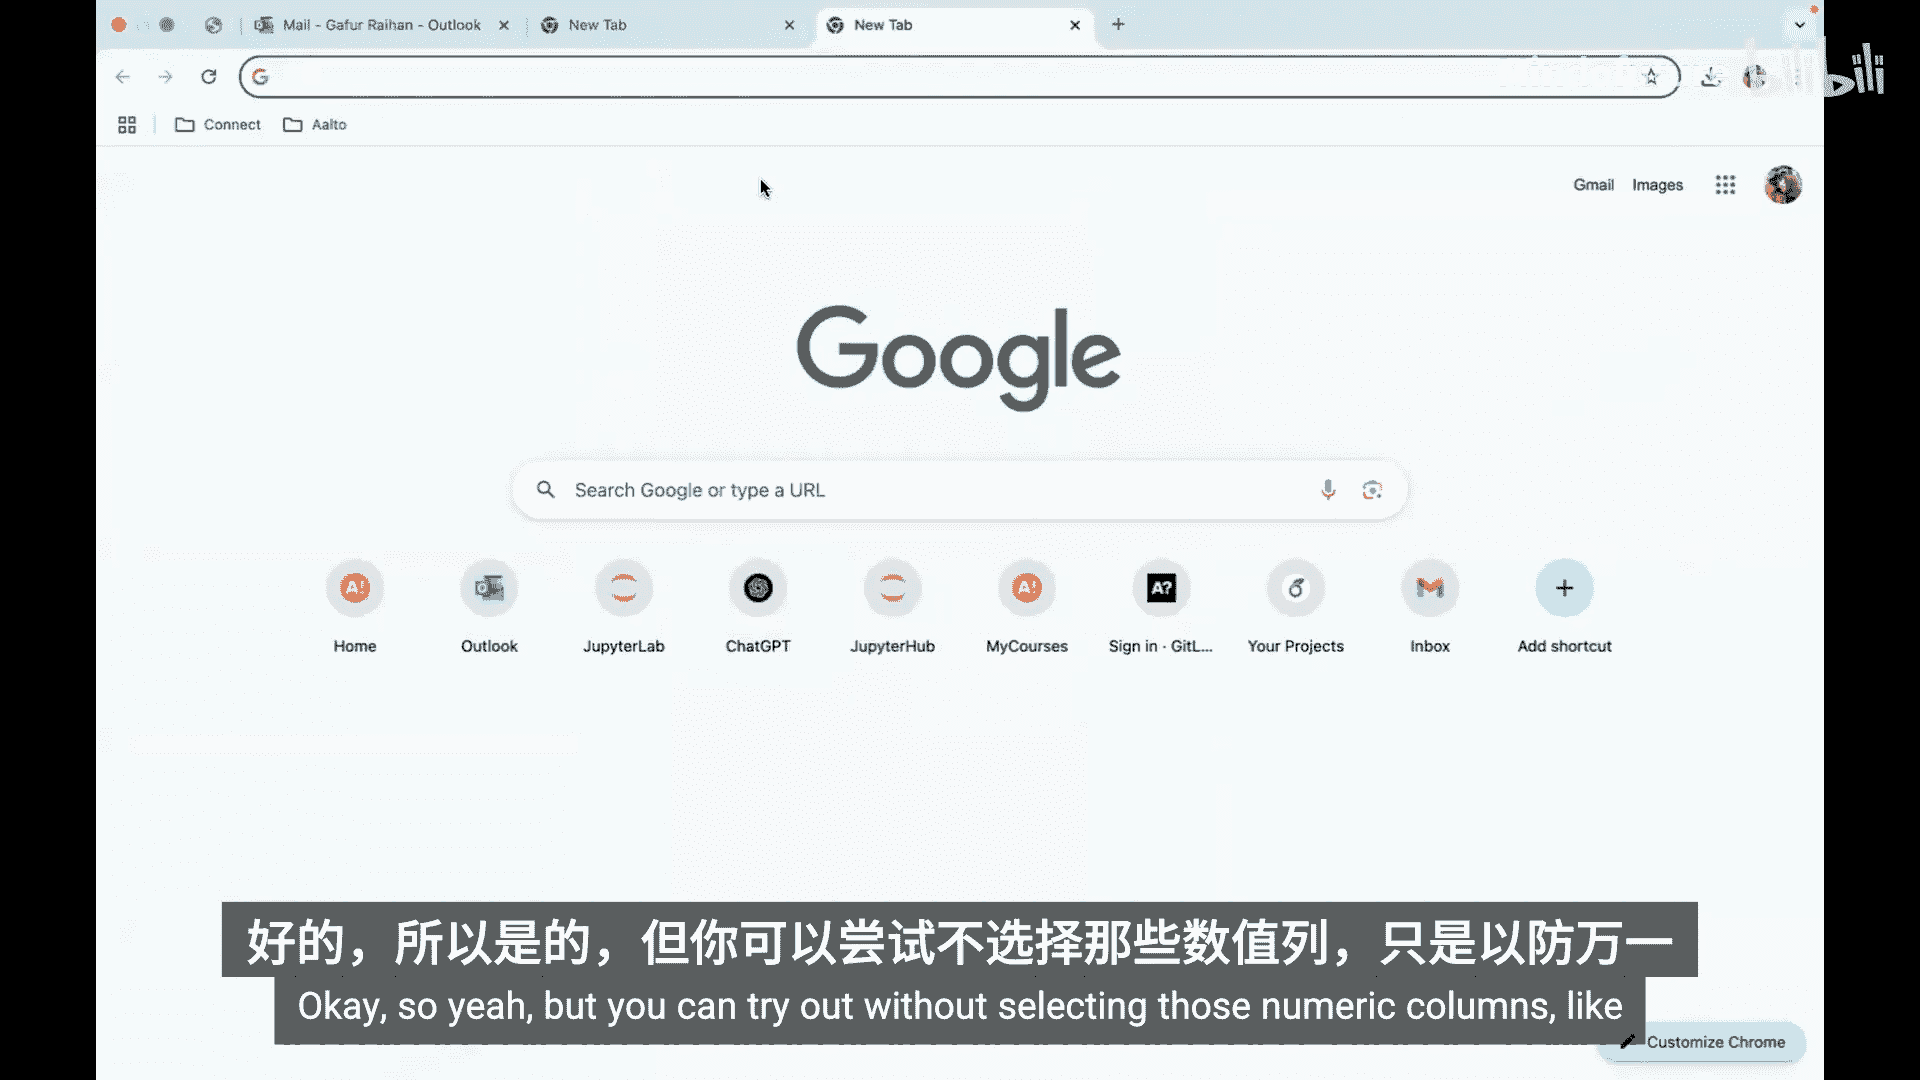 Mail - Gafur Raihan - Outlook
New Tab
New Tab
bilibili
Connect
Aalto
Gmail
Images
Google
Search Google or type a URL
Home
Outlook
JupyterLab
ChatGPT
JupyterHub
MyCourses
Sign in · GitL...
Your Projects
Inbox
Add shortcut
好的，所以是的，但你可以尝试不选择那些数值列，只是以防万一
Okay, so yeah, but you can try out without selecting those numeric columns, like
Customize Chrome